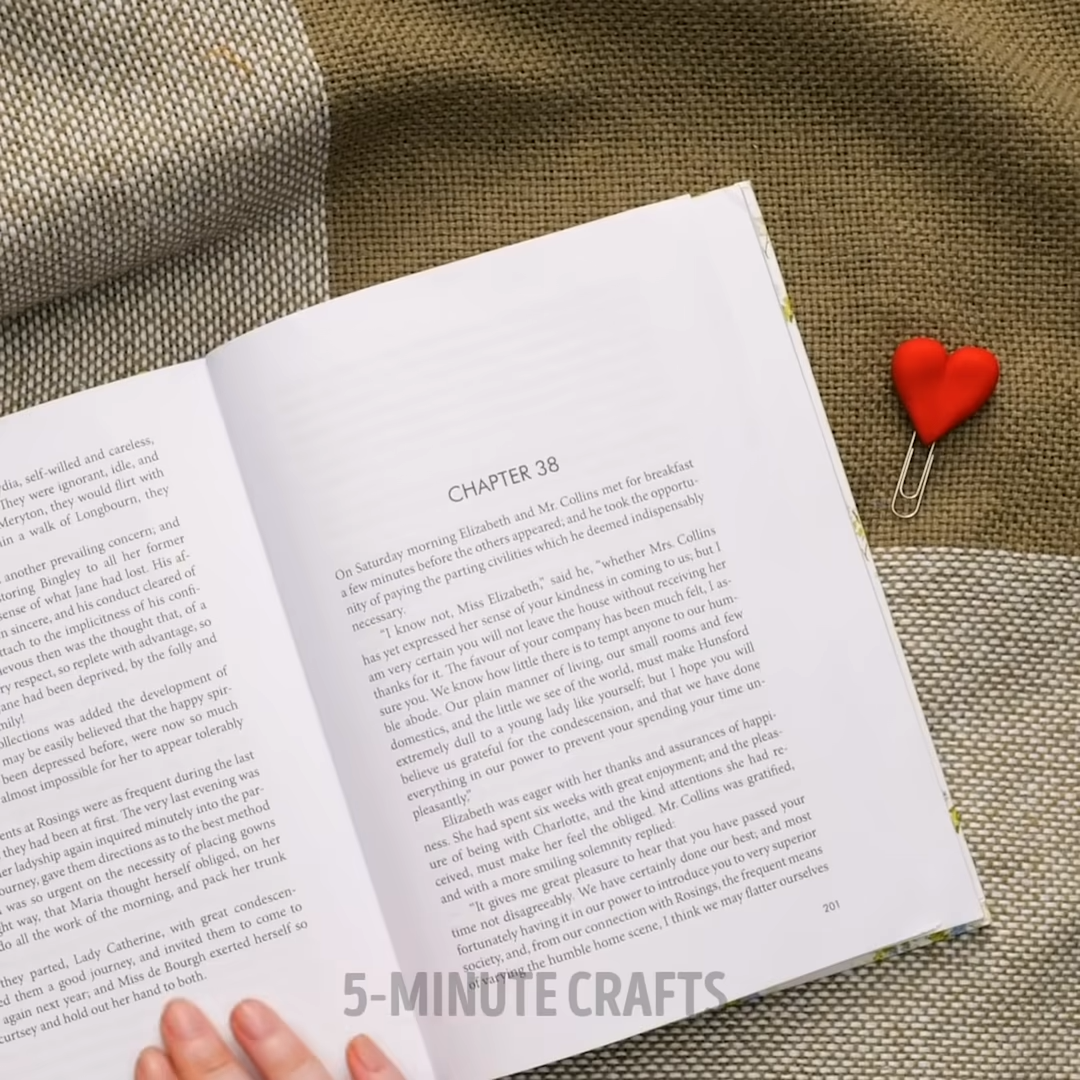 dia, self-willed and careless,
They were ignorant, idle, and
Meryton, they would flirt with
in a walk of Longbourn, they
another prevailing concern; and
toring Bingley to all her former
ense of what Jane had lost. His af-
n sincere, and his conduct cleared of
ttach to the implicitness of his confi-
ievous then was the thought that, of a
ry respect, so replete with advantage, so
ane had been deprived, by the folly and
mily!
ollections was added the development of
may be easily believed that the happy spir-
been depressed before, were now so much
almost impossible for her to appear tolerably
ents at Rosings were as frequent during the last
they had been at first. The very last evening was
er ladyship again inquired minutely into the par-
ourney, gave them directions as to the best method
was so urgent on the necessity of placing gowns
ght way, that Maria thought herself obliged, on her
do all the work of the morning, and pack her trunk
they parted, Lady Catherine, with great condescen-
ed them a good journey, and invited them to come to
again next year; and Miss de Bourgh exerted herself so
curtsey and hold out her hand to both.
CHAPTER 38
On Saturday morning Elizabeth and Mr. Collins met for breakfast
a few minutes before the others appeared; and he took the opportu-
nity of paying the parting civilities which he deemed indispensably
necessary.
"I know not, Miss Elizabeth," said he, "whether Mrs. Collins
has yet expressed her sense of your kindness in coming to us; but I
am very certain you will not leave the house without receiving her
thanks for it. The favour of your company has been much felt, I as-
sure you. We know how little there is to tempt anyone to our hum-
ble abode. Our plain manner of living, our small rooms and few
domestics, and the little we see of the world, must make Hunsford
extremely dull to a young lady like yourself; but I hope you will
believe us grateful for the condescension, and that we have done
everything in our power to prevent your spending your time un-
pleasantly."
Elizabeth was eager with her thanks and assurances of happi-
ness. She had spent six weeks with great enjoyment; and the pleas-
ure of being with Charlotte, and the kind attentions she had re-
ceived, must make her feel the obliged. Mr. Collins was gratified,
and with a more smiling solemnity replied:
"It gives me great pleasure to hear that you have passed your
time not disagreeably. We have certainly done our best; and most
fortunately having it in our power to introduce you to very superior
society, and, from our connection with Rosings, the frequent means
of varying the humble home scene, I think we may flatter ourselves
201
5-MINUTE CRAFTS